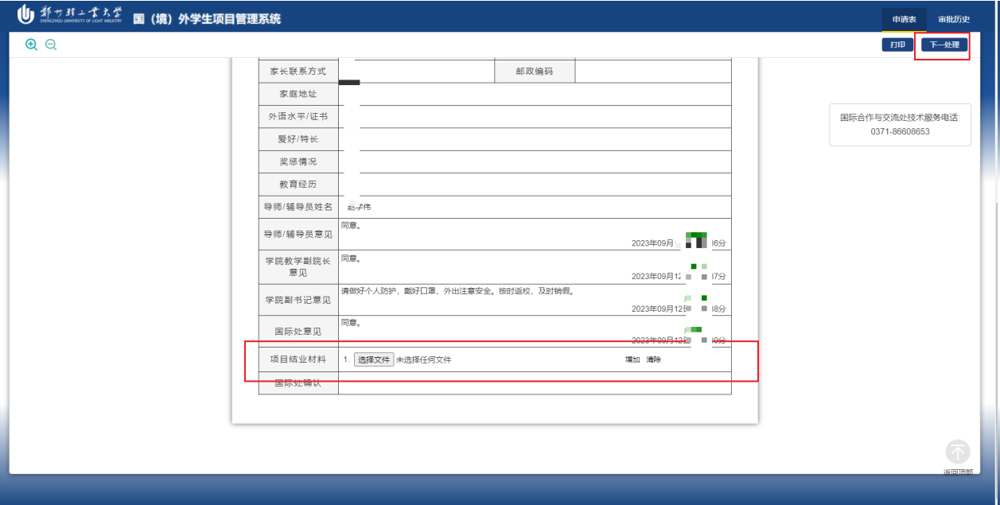 郑州轻工业大学 国（境）外学生项目管理系统 申请表 审批历史
ZHENGZHOU UNIVERSITY OF LIGHT INDUSTRY
打印 下一处理
家长联系方式 邮政编码
家庭地址
外语水平/证书
爱好/特长
奖惩情况
教育经历
导师/辅导员姓名
导师/辅导员意见 同意。
2023年09月 36分
学院教学副院长
意见
同意。
2023年09月12 37分
学院副书记意见 请做好个人防护，戴好口罩，外出注意安全。按时返校，及时销假。
2023年09月12日 38分
国际处意见 同意。
2023年09月12日 39分
项目结业材料 1. 选择文件 未选择任何文件 增加 清除
国际处确认
国际合作与交流处技术服务电话:
0371-86608653
返回顶部